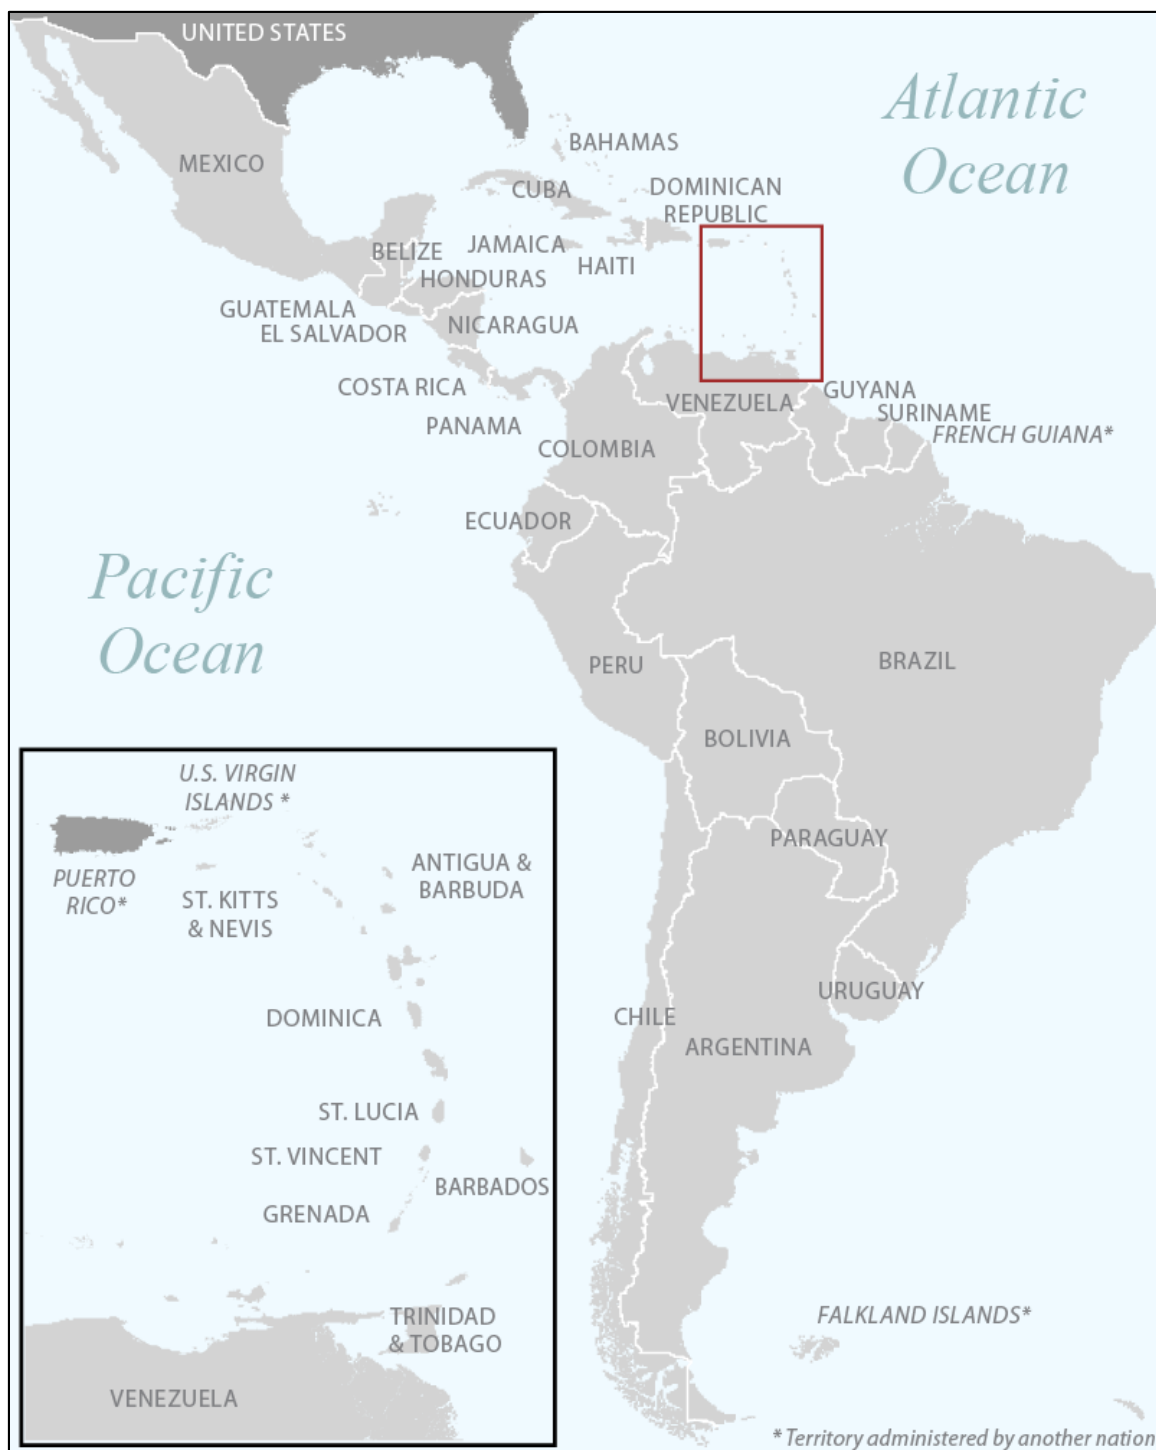 UNITED STATES
Atlantic
Ocean
MEXICO
BAHAMAS
CUBA
DOMINICAN
REPUBLIC
BELIZE
JAMAICA
HAITI
HONDURAS
GUATEMALA
EL SALVADOR
NICARAGUA
COSTA RICA
PANAMA
VENEZUELA
GUYANA
SURINAME
FRENCH GUIANA*
COLOMBIA
ECUADOR
Pacific
Ocean
PERU
BRAZIL
BOLIVIA
PARAGUAY
URUGUAY
CHILE
ARGENTINA
FALKLAND ISLANDS*
U.S. VIRGIN
ISLANDS *
PUERTO
RICO*
ST. KITTS
& NEVIS
ANTIGUA &
BARBUDA
DOMINICA
ST. LUCIA
ST. VINCENT
BARBADOS
GRENADA
TRINIDAD
& TOBAGO
VENEZUELA
* Territory administered by another nation